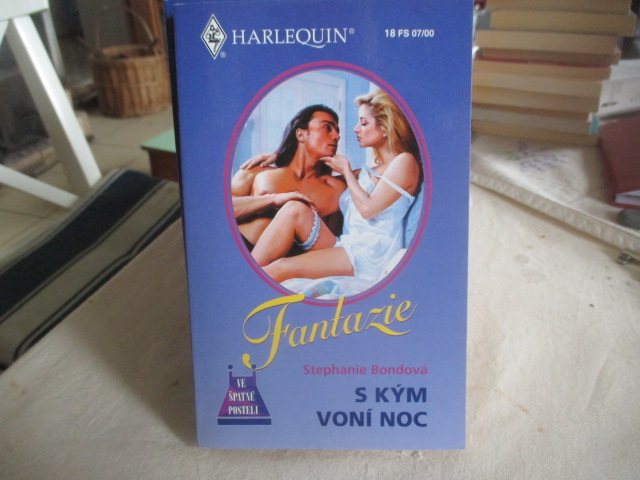 HARLEQUIN®
18 FS 07/00
®
Fantazie
Stephanie Bondová
VE
ŠPATNÉ
POSTELI
S KÝM
VONÍ NOC